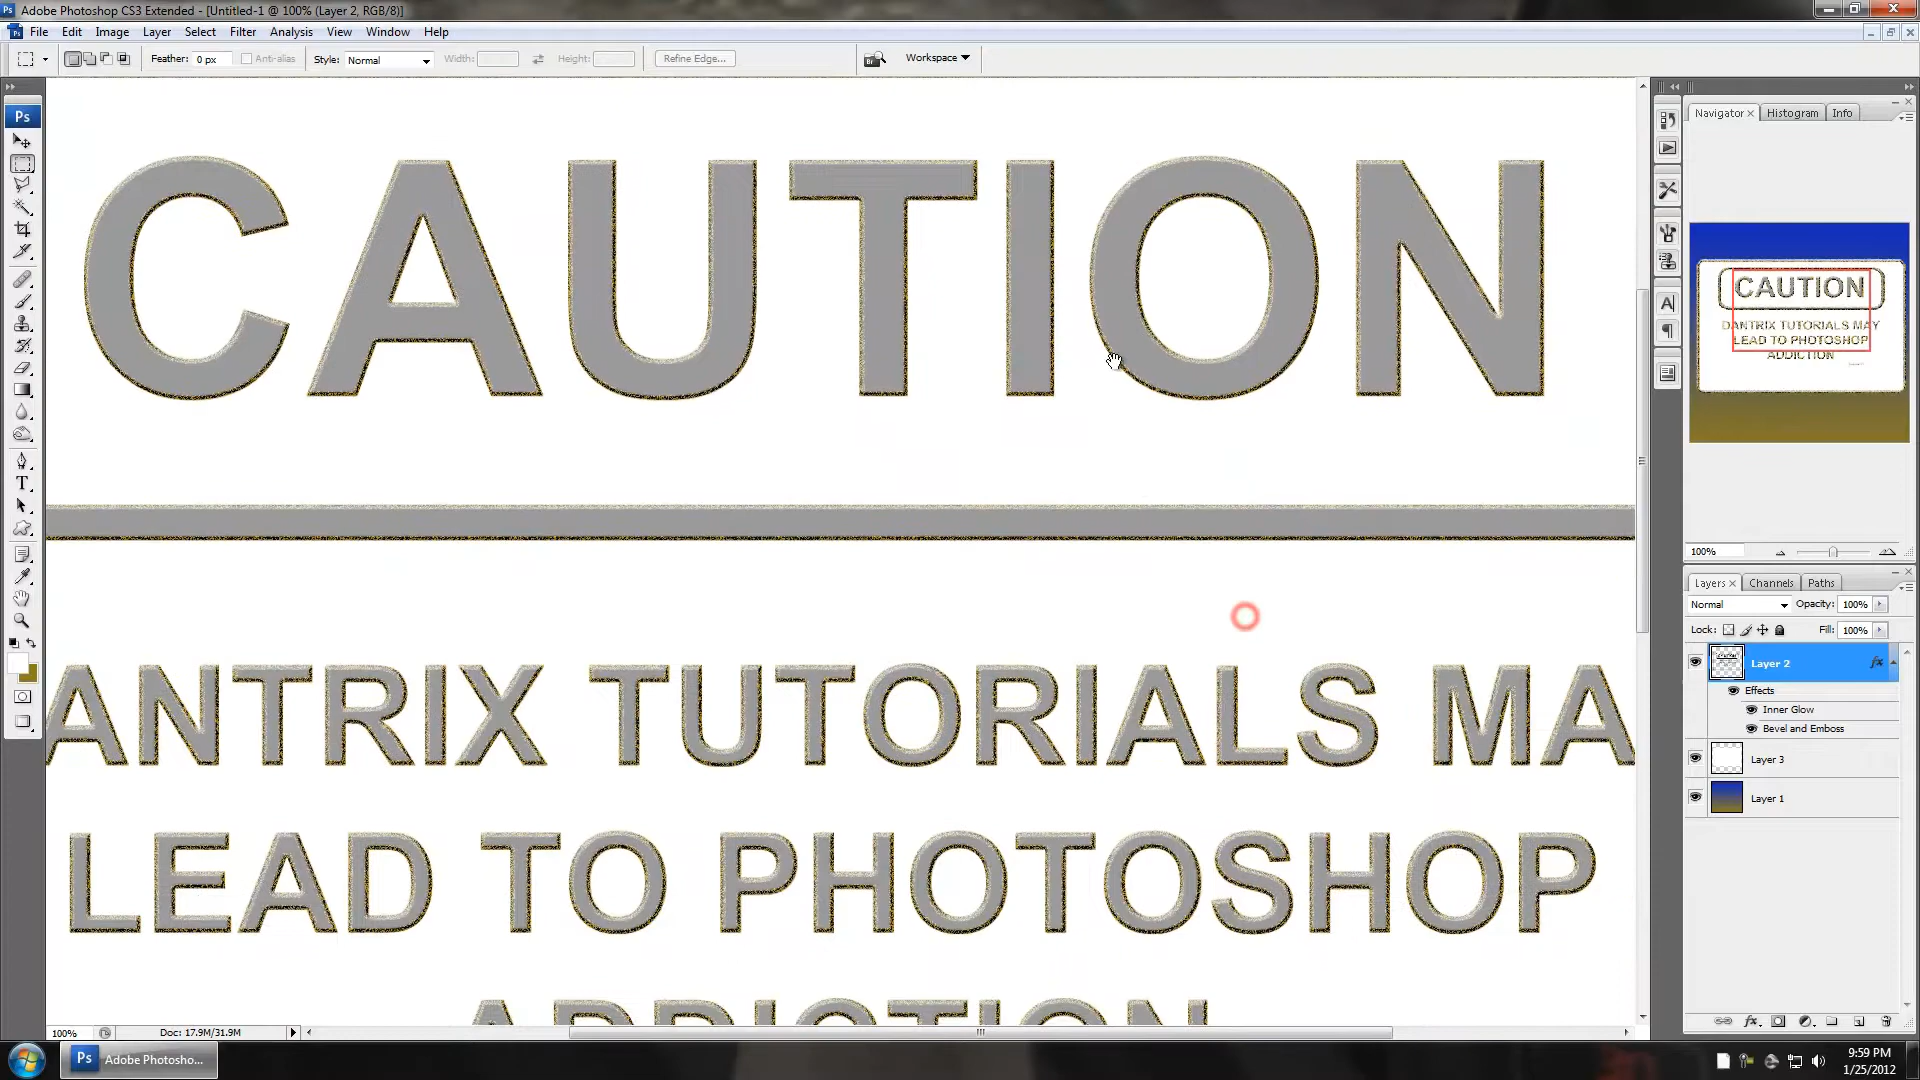 Adobe Photoshop CS3 Extended - [Untitled-1 @ 100% (Layer 2, RGB/8)]
File Edit Image Layer Select Filter Analysis View Window Help
Feather: 0 px Anti-alias Style: Normal Width: Height: Refine Edge... Workspace
Ps
Navigator Histogram Info
CAUTION
CAUTION
DANTRIX TUTORIALS MAY
LEAD TO PHOTOSHOP
ADDICTION
100%
Layers Channels Paths
Normal Opacity: 100%
Lock: Fill: 100%
Layer 2 fx
Effects
Inner Glow
Bevel and Emboss
Layer 3
Layer 1
ANTRIX TUTORIALS MA
LEAD TO PHOTOSHOP
ADDICTION
100% Doc: 17.9M/31.9M
Ps Adobe Photosho...
9:59 PM
1/25/2012